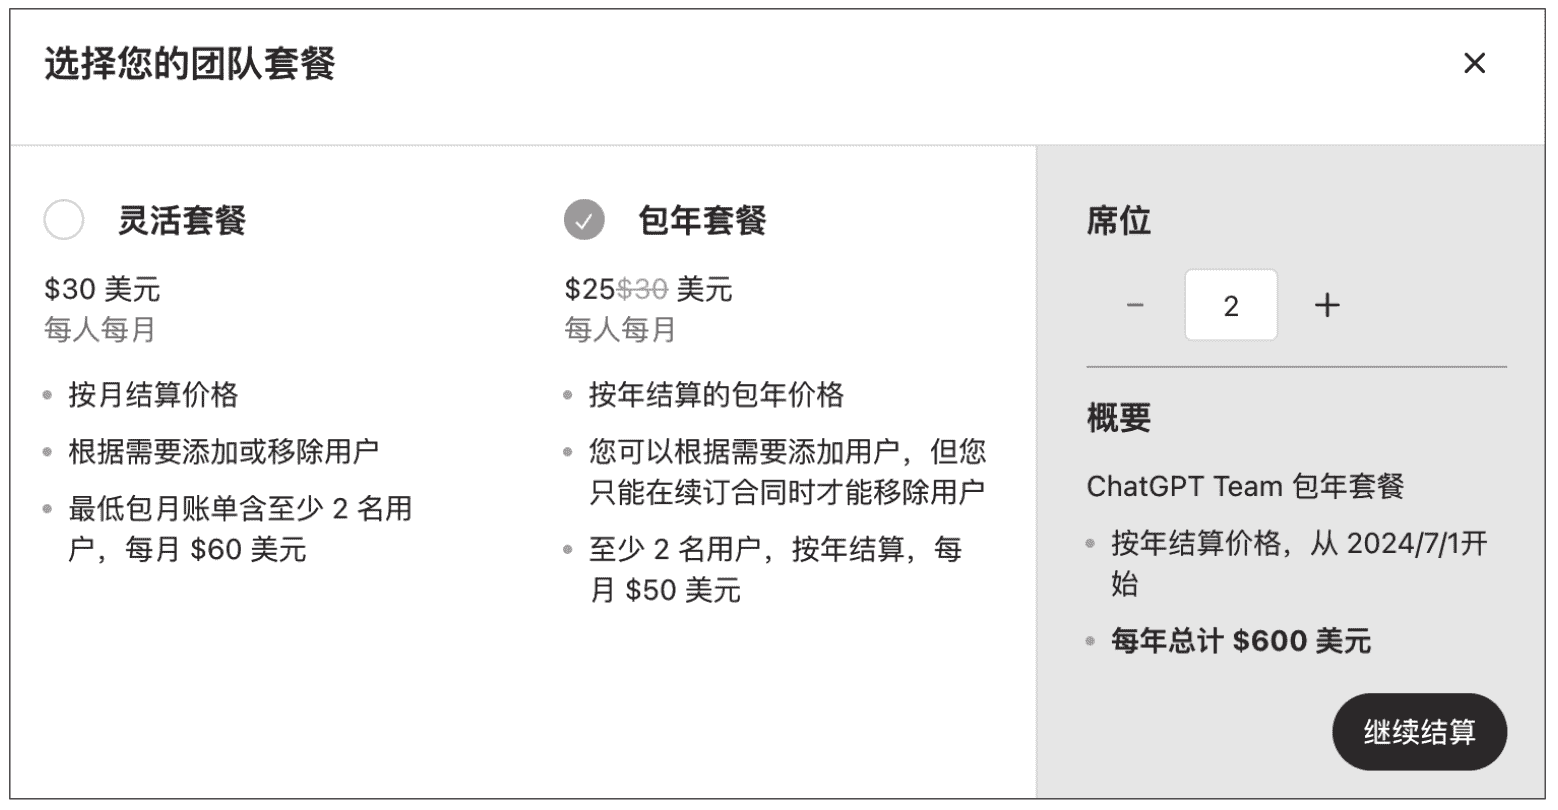 选择您的团队套餐
灵活套餐
$30 美元
每人每月
按月结算价格
根据需要添加或移除用户
最低包月账单含至少 2 名用
户，每月 $60 美元
包年套餐
$25$30 美元
每人每月
按年结算的包年价格
您可以根据需要添加用户，但您
只能在续订合同时才能移除用户
至少 2 名用户，按年结算，每
月 $50 美元
席位
2
概要
ChatGPT Team 包年套餐
按年结算价格，从 2024/7/1开
始
每年总计 $600 美元
继续结算